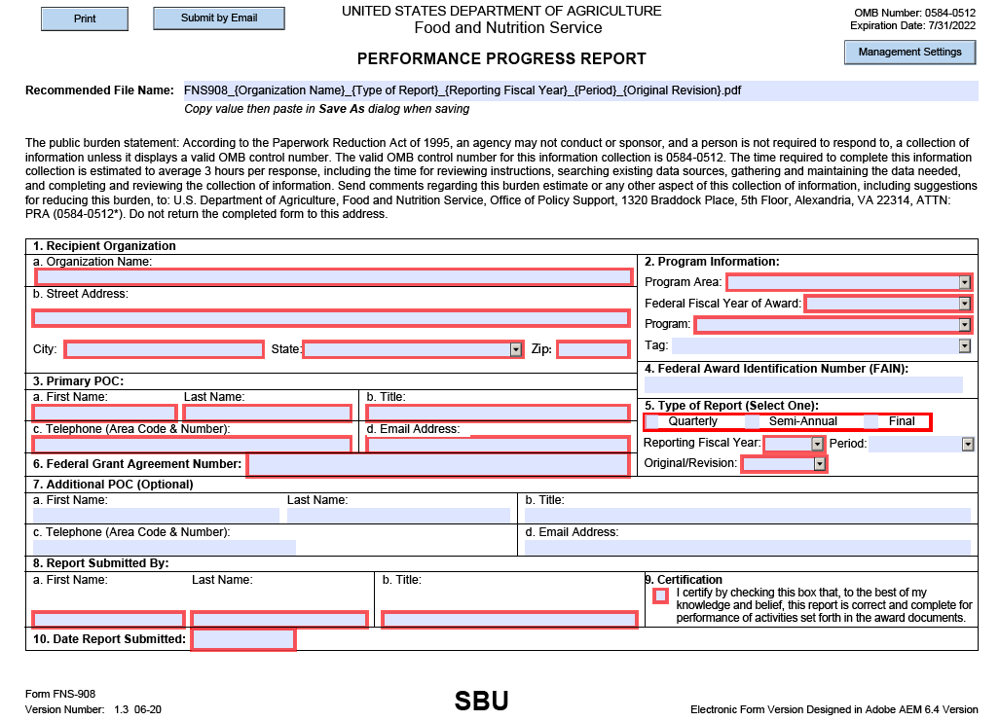 Print
Submit by Email
UNITED STATES DEPARTMENT OF AGRICULTURE
Food and Nutrition Service
OMB Number: 0584-0512
Expiration Date: 7/31/2022
Management Settings
PERFORMANCE PROGRESS REPORT
Recommended File Name: FNS908_{Organization Name}_{Type of Report}_{Reporting Fiscal Year}_{Period}_{Original Revision}.pdf
Copy value then paste in Save As dialog when saving
The public burden statement: According to the Paperwork Reduction Act of 1995, an agency may not conduct or sponsor, and a person is not required to respond to, a collection of
information unless it displays a valid OMB control number. The valid OMB control number for this information collection is 0584-0512. The time required to complete this information
collection is estimated to average 3 hours per response, including the time for reviewing instructions, searching existing data sources, gathering and maintaining the data needed,
and completing and reviewing the collection of information. Send comments regarding this burden estimate or any other aspect of this collection of information, including suggestions
for reducing this burden, to: U.S. Department of Agriculture, Food and Nutrition Service, Office of Policy Support, 1320 Braddock Place, 5th Floor, Alexandria, VA 22314, ATTN:
PRA (0584-0512*). Do not return the completed form to this address.
1. Recipient Organization
a. Organization Name:
b. Street Address:
City: State: Zip:
2. Program Information:
Program Area:
Federal Fiscal Year of Award:
Program:
Tag:
3. Primary POC:
a. First Name: Last Name: b. Title:
c. Telephone (Area Code & Number): d. Email Address:
4. Federal Award Identification Number (FAIN):
5. Type of Report (Select One):
Quarterly Semi-Annual Final
Reporting Fiscal Year: Period:
Original/Revision:
6. Federal Grant Agreement Number:
7. Additional POC (Optional)
a. First Name: Last Name: b. Title:
c. Telephone (Area Code & Number): d. Email Address:
8. Report Submitted By:
a. First Name: Last Name: b. Title:
9. Certification
I certify by checking this box that, to the best of my
knowledge and belief, this report is correct and complete for
performance of activities set forth in the award documents.
10. Date Report Submitted:
Form FNS-908
Version Number: 1.3 06-20
SBU
Electronic Form Version Designed in Adobe AEM 6.4 Version